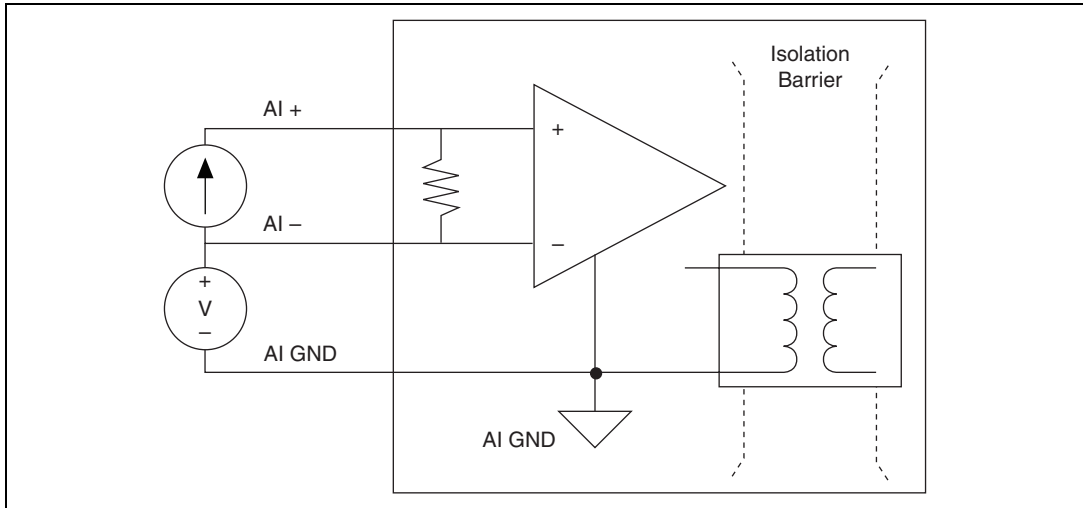 Isolation
Barrier
AI +
+
AI –
–
+
V
–
AI GND
AI GND